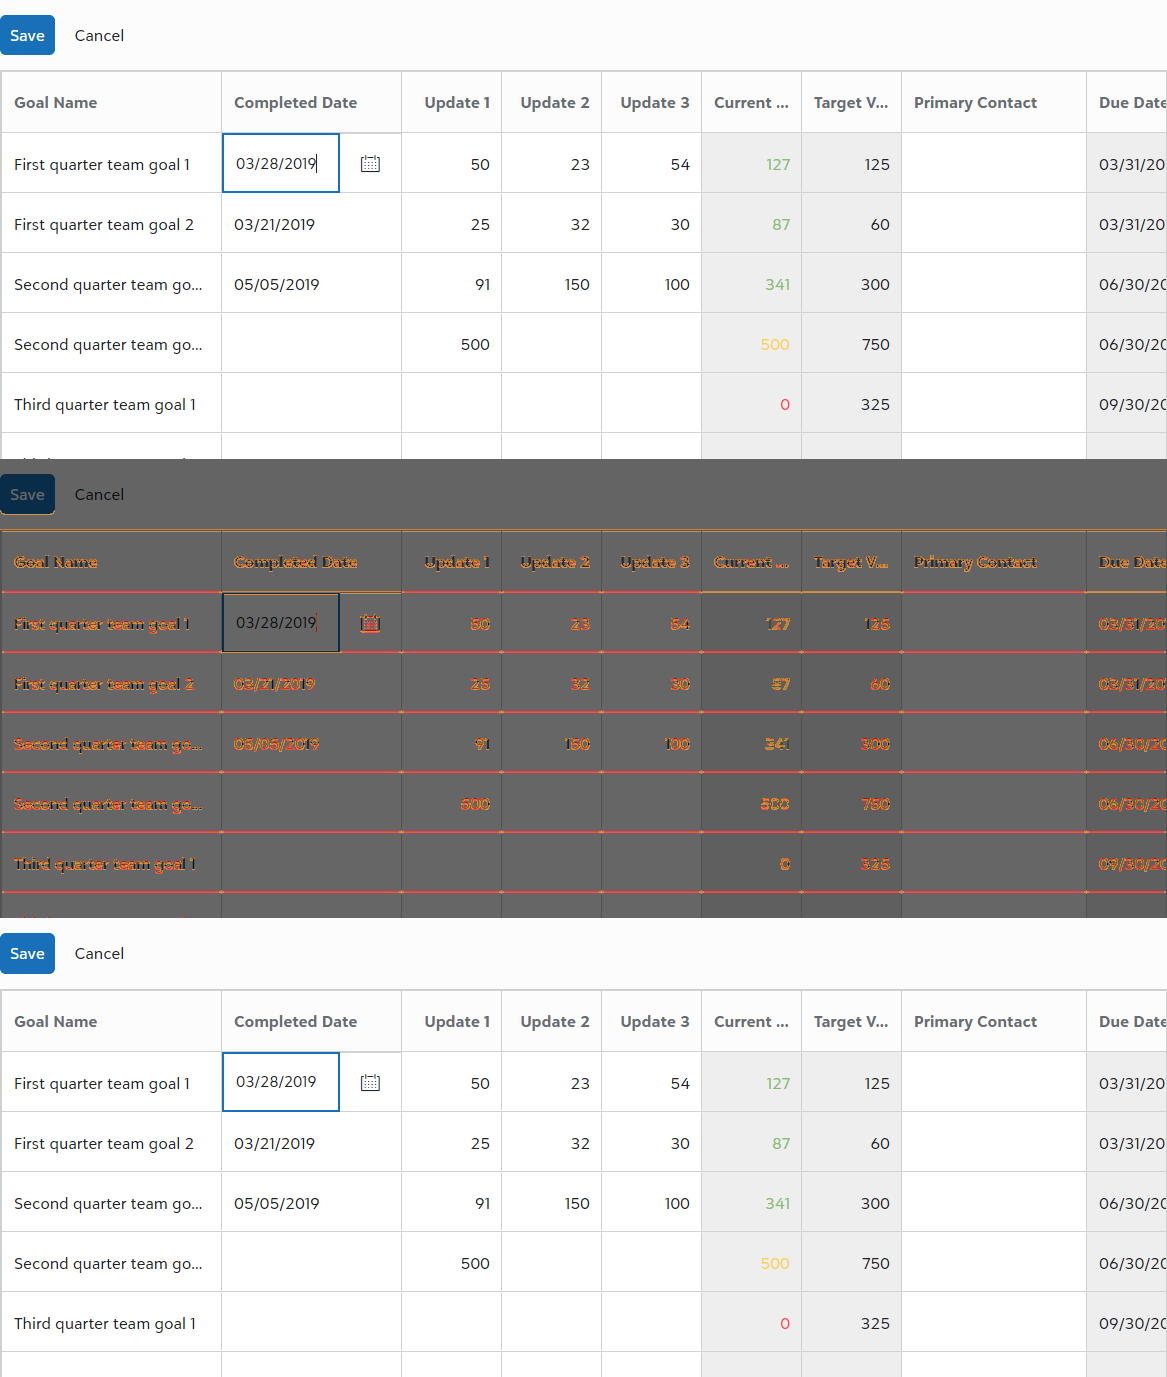 Save Cancel
Goal Name Completed Date Update 1 Update 2 Update 3 Current ... Target V... Primary Contact Due Date
First quarter team goal 1 03/28/2019 50 23 54 127 125 03/31/20
First quarter team goal 2 03/21/2019 25 32 30 87 60 03/31/20
Second quarter team go... 05/05/2019 91 150 100 341 300 06/30/20
Second quarter team go... 500 500 750 06/30/20
Third quarter team goal 1 0 325 09/30/20
Save Cancel
Goal Name Completed Date Update 1 Update 2 Update 3 Current ... Target V... Primary Contact Due Date
First quarter team goal 1 03/28/2019 50 23 54 127 125 03/31/20
First quarter team goal 2 03/21/2019 25 32 30 87 60 03/31/20
Second quarter team go... 05/05/2019 91 150 100 341 300 06/30/20
Second quarter team go... 500 500 750 06/30/20
Third quarter team goal 1 0 325 09/30/20
Save Cancel
Goal Name Completed Date Update 1 Update 2 Update 3 Current ... Target V... Primary Contact Due Date
First quarter team goal 1 03/28/2019 50 23 54 127 125 03/31/20
First quarter team goal 2 03/21/2019 25 32 30 87 60 03/31/20
Second quarter team go... 05/05/2019 91 150 100 341 300 06/30/20
Second quarter team go... 500 500 750 06/30/20
Third quarter team goal 1 0 325 09/30/20